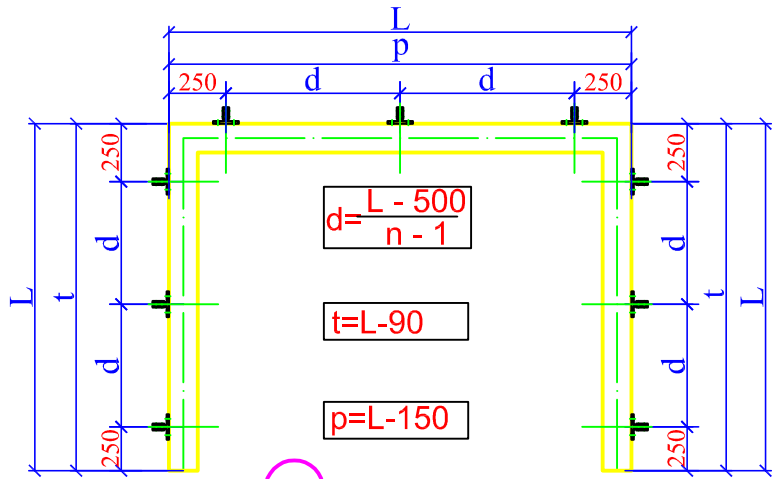 L
p
250 d d 250
250 250
d= L - 500
n - 1
d d
L t t L
t=L-90
d d
p=L-150
250 250